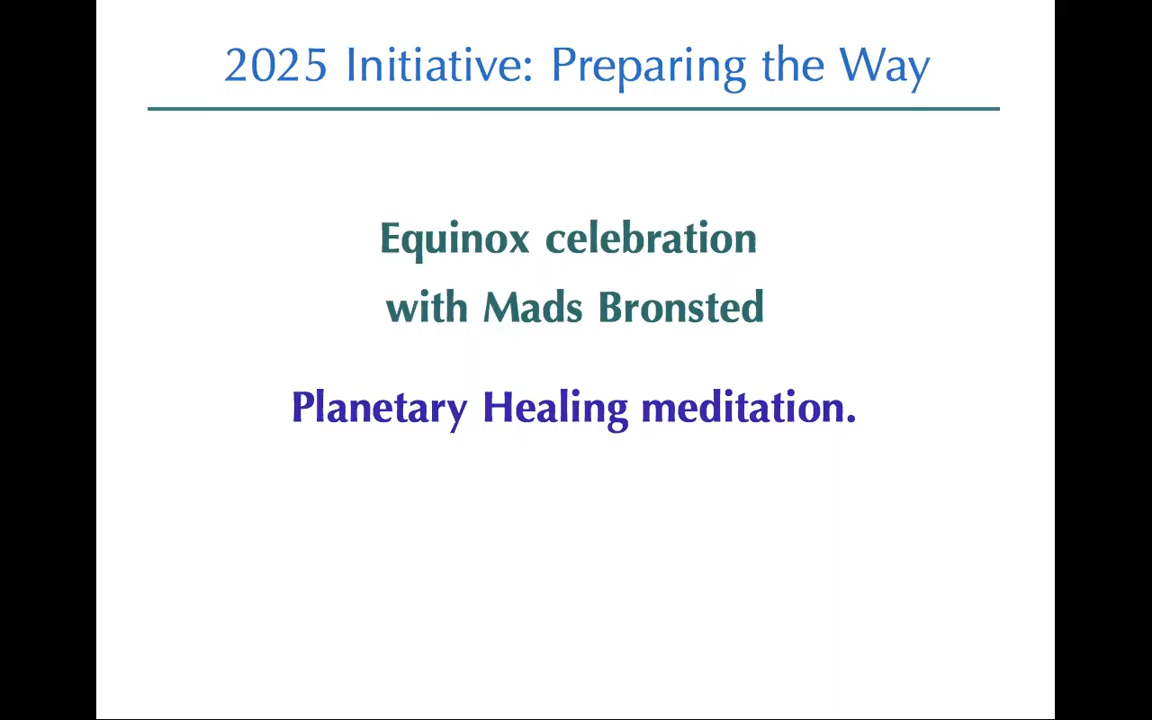 2025 Initiative: Preparing the Way
Equinox celebration
with Mads Bronsted
Planetary Healing meditation.